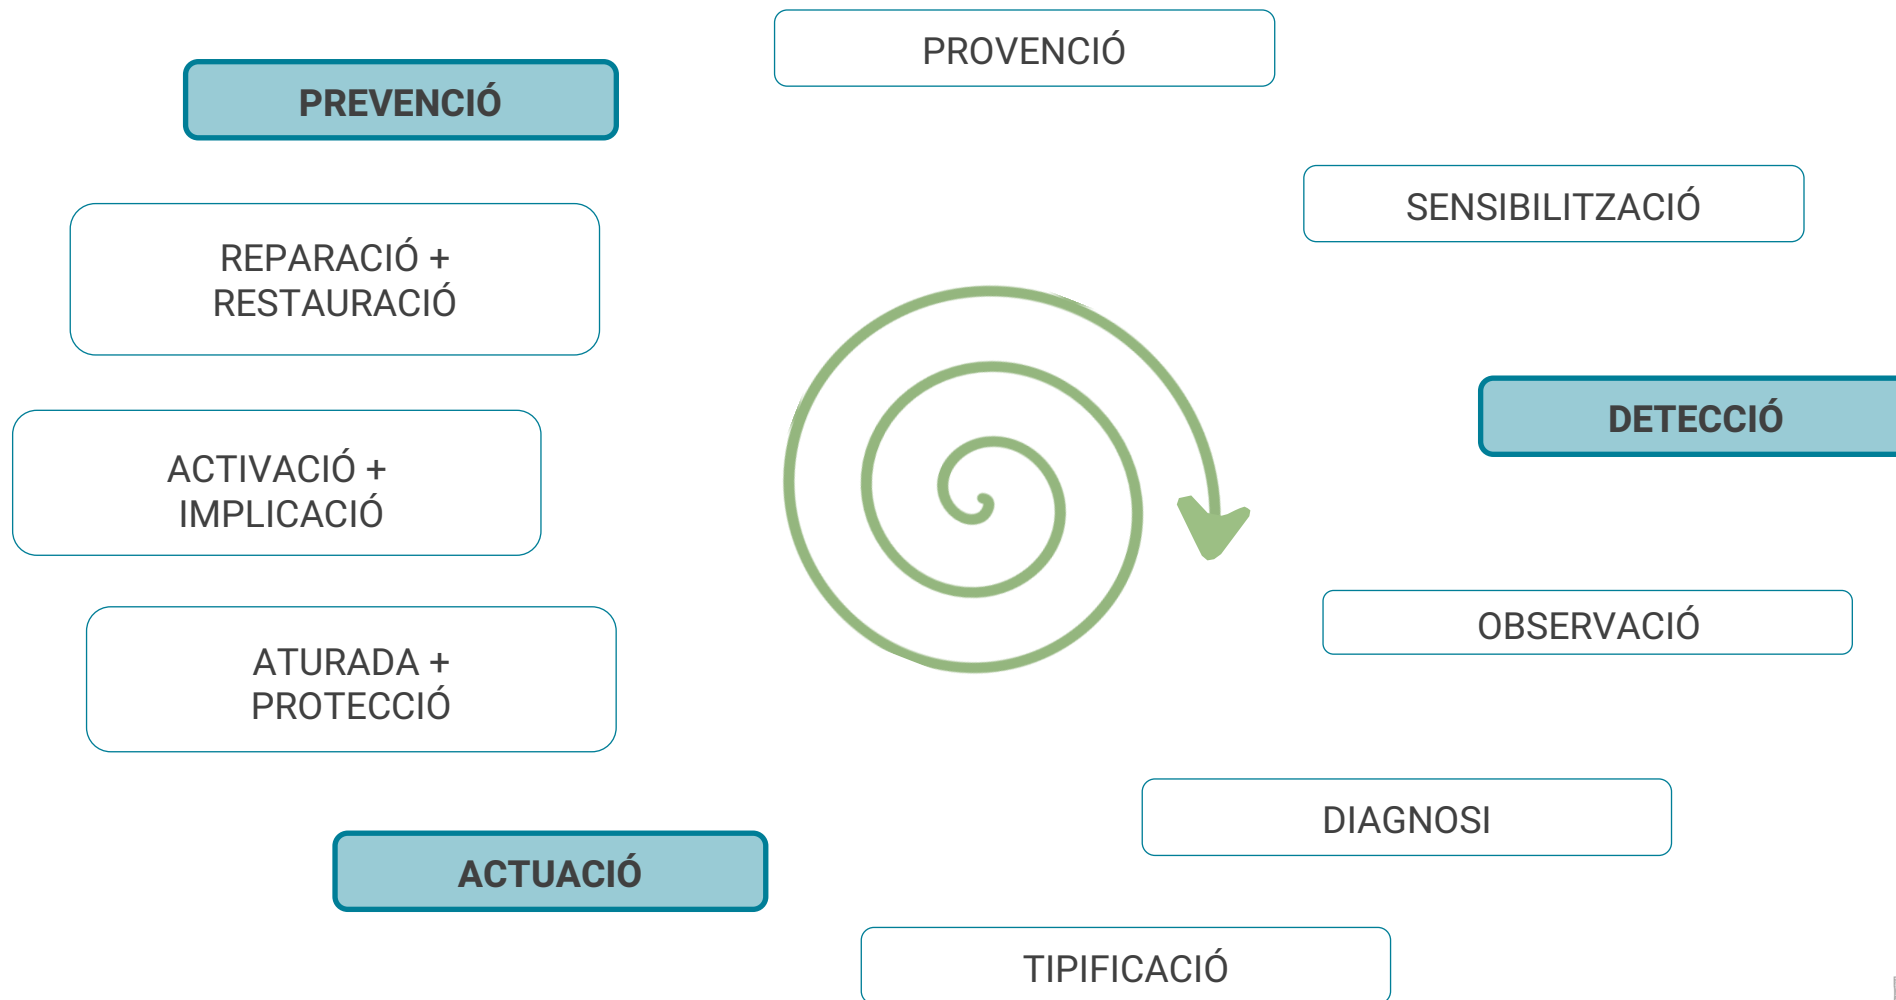 PROVENCIÓ
PREVENCIÓ
SENSIBILITZACIÓ
REPARACIÓ +
RESTAURACIÓ
DETECCIÓ
ACTIVACIÓ +
IMPLICACIÓ
OBSERVACIÓ
ATURADA +
PROTECCIÓ
DIAGNOSI
ACTUACIÓ
TIPIFICACIÓ